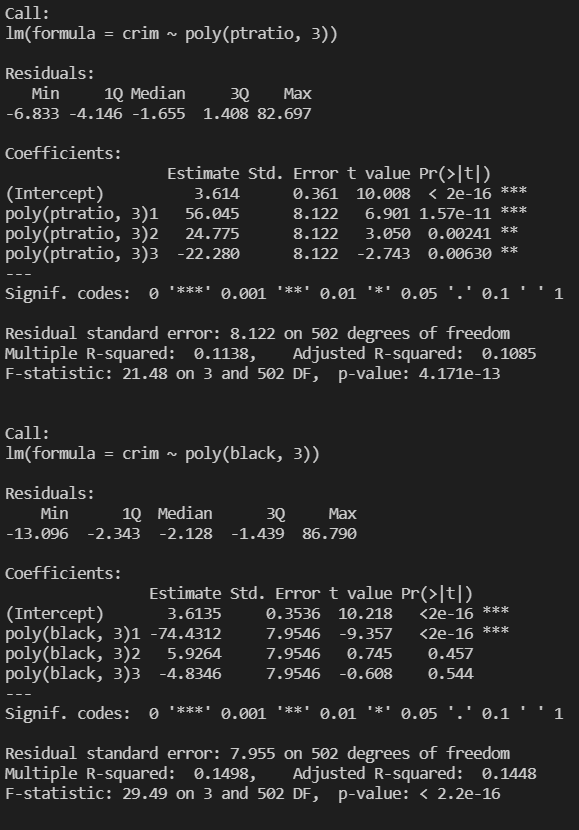 Call:
lm(formula = crim ~ poly(ptratio, 3))
Residuals:
   Min     1Q Median     3Q    Max
-6.833 -4.146 -1.655  1.408 82.697
Coefficients:
                  Estimate Std. Error t value Pr(>|t|)
(Intercept)          3.614      0.361  10.008  < 2e-16 ***
poly(ptratio, 3)1   56.045      8.122   6.901 1.57e-11 ***
poly(ptratio, 3)2   24.775      8.122   3.050  0.00241 **
poly(ptratio, 3)3  -22.280      8.122  -2.743  0.00630 **
---
Signif. codes:  0 '***' 0.001 '**' 0.01 '*' 0.05 '.' 0.1 ' ' 1
Residual standard error: 8.122 on 502 degrees of freedom
Multiple R-squared:  0.1138,    Adjusted R-squared:  0.1085
F-statistic: 21.48 on 3 and 502 DF,  p-value: 4.171e-13
Call:
lm(formula = crim ~ poly(black, 3))
Residuals:
    Min      1Q  Median      3Q     Max
-13.096  -2.343  -2.128  -1.439  86.790
Coefficients:
                Estimate Std. Error t value Pr(>|t|)
(Intercept)       3.6135     0.3536  10.218   <2e-16 ***
poly(black, 3)1 -74.4312     7.9546  -9.357   <2e-16 ***
poly(black, 3)2   5.9264     7.9546   0.745    0.457
poly(black, 3)3  -4.8346     7.9546  -0.608    0.544
---
Signif. codes:  0 '***' 0.001 '**' 0.01 '*' 0.05 '.' 0.1 ' ' 1
Residual standard error: 7.955 on 502 degrees of freedom
Multiple R-squared:  0.1498,    Adjusted R-squared:  0.1448
F-statistic: 29.49 on 3 and 502 DF,  p-value: < 2.2e-16